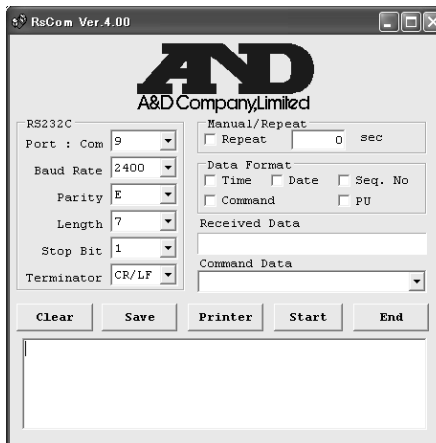 RsCom Ver.4.00
AND
A&D Company,Limited
RS232C
Port : Com 9
Baud Rate 2400
Parity E
Length 7
Stop Bit 1
Terminator CR/LF
Manual/Repeat
Repeat 0 sec
Data Format
Time Date Seq. No
Command PU
Received Data
Command Data
Clear Save Printer Start End